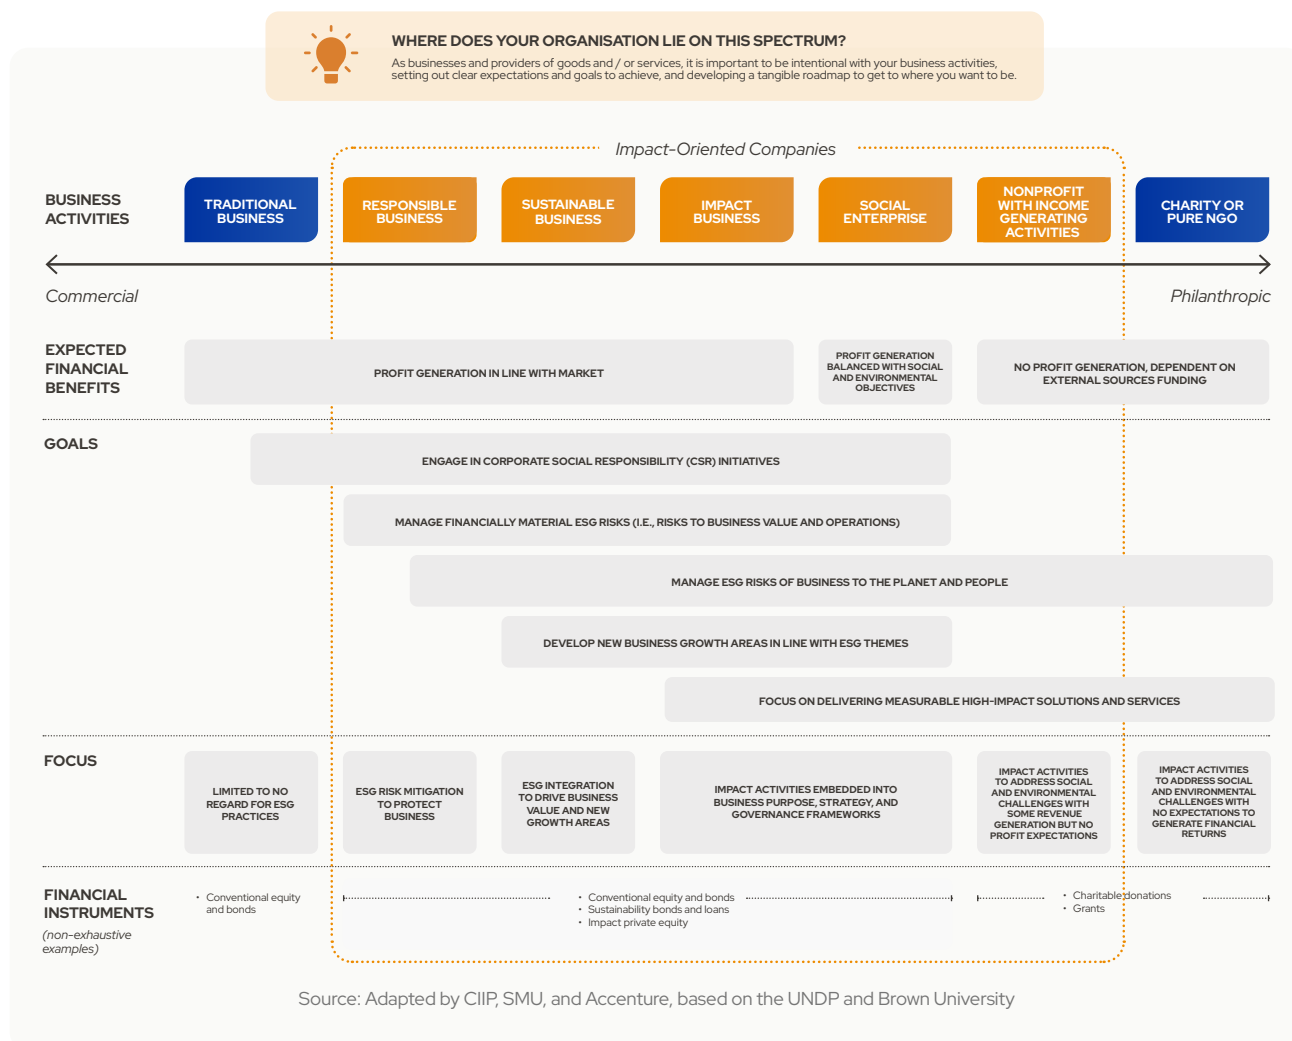 WHERE DOES YOUR ORGANISATION LIE ON THIS SPECTRUM?
As businesses and providers of goods and / or services, it is important to be intentional with your business activities,
setting out clear expectations and goals to achieve, and developing a tangible roadmap to get to where you want to be.
Impact-Oriented Companies
BUSINESS
ACTIVITIES
TRADITIONAL
BUSINESS
RESPONSIBLE
BUSINESS
SUSTAINABLE
BUSINESS
IMPACT
BUSINESS
SOCIAL
ENTERPRISE
NONPROFIT
WITH INCOME
GENERATING
ACTIVITIES
CHARITY OR
PURE NGO
Commercial
Philanthropic
EXPECTED
FINANCIAL
BENEFITS
PROFIT GENERATION IN LINE WITH MARKET
PROFIT GENERATION
BALANCED WITH SOCIAL
AND ENVIRONMENTAL
OBJECTIVES
NO PROFIT GENERATION, DEPENDENT ON
EXTERNAL SOURCES FUNDING
GOALS
ENGAGE IN CORPORATE SOCIAL RESPONSIBILITY (CSR) INITIATIVES
MANAGE FINANCIALLY MATERIAL ESG RISKS (I.E., RISKS TO BUSINESS VALUE AND OPERATIONS)
MANAGE ESG RISKS OF BUSINESS TO THE PLANET AND PEOPLE
DEVELOP NEW BUSINESS GROWTH AREAS IN LINE WITH ESG THEMES
FOCUS ON DELIVERING MEASURABLE HIGH-IMPACT SOLUTIONS AND SERVICES
FOCUS
LIMITED TO NO
REGARD FOR ESG
PRACTICES
ESG RISK MITIGATION
TO PROTECT
BUSINESS
ESG INTEGRATION
TO DRIVE BUSINESS
VALUE AND NEW
GROWTH AREAS
IMPACT ACTIVITIES EMBEDDED INTO
BUSINESS PURPOSE, STRATEGY, AND
GOVERNANCE FRAMEWORKS
IMPACT ACTIVITIES
TO ADDRESS SOCIAL
AND ENVIRONMENTAL
CHALLENGES WITH
SOME REVENUE
GENERATION BUT NO
PROFIT EXPECTATIONS
IMPACT ACTIVITIES
TO ADDRESS SOCIAL
AND ENVIRONMENTAL
CHALLENGES WITH
NO EXPECTATIONS TO
GENERATE FINANCIAL
RETURNS
FINANCIAL
INSTRUMENTS
(non-exhaustive
examples)
• Conventional equity
and bonds
• Conventional equity and bonds
• Sustainability bonds and loans
• Impact private equity
• Charitable donations
• Grants
Source: Adapted by CIIP, SMU, and Accenture, based on the UNDP and Brown University